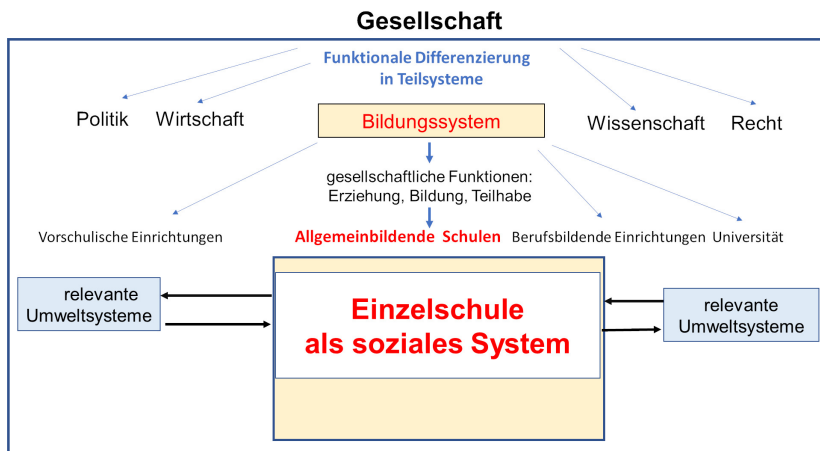 Gesellschaft
Funktionale Differenzierung
in Teilsysteme
Politik
Wirtschaft
Bildungssystem
Wissenschaft
Recht
gesellschaftliche Funktionen:
Erziehung, Bildung, Teilhabe
Vorschulische Einrichtungen
Allgemeinbildende Schulen
Berufsbildende Einrichtungen
Universität
relevante
Umweltsysteme
Einzelschule
als soziales System
relevante
Umweltsysteme